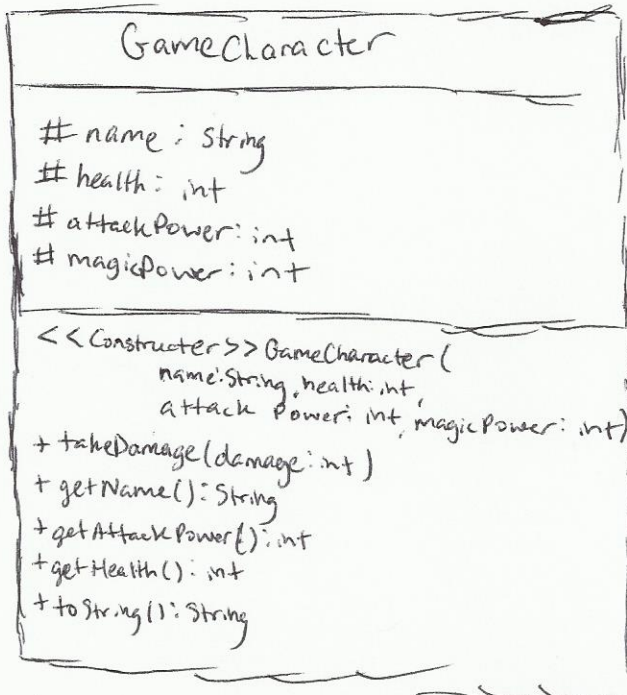 GameCharacter
# name : String
# health : int
# attackPower : int
# magicPower : int
<<Constructer>> GameCharacter(
name:String, health:int,
attack Power: int, magicPower: int)
+ takeDamage(damage:int)
+ getName(): String
+ getAttackPower(): int
+ getHealth(): int
+ toString(): String